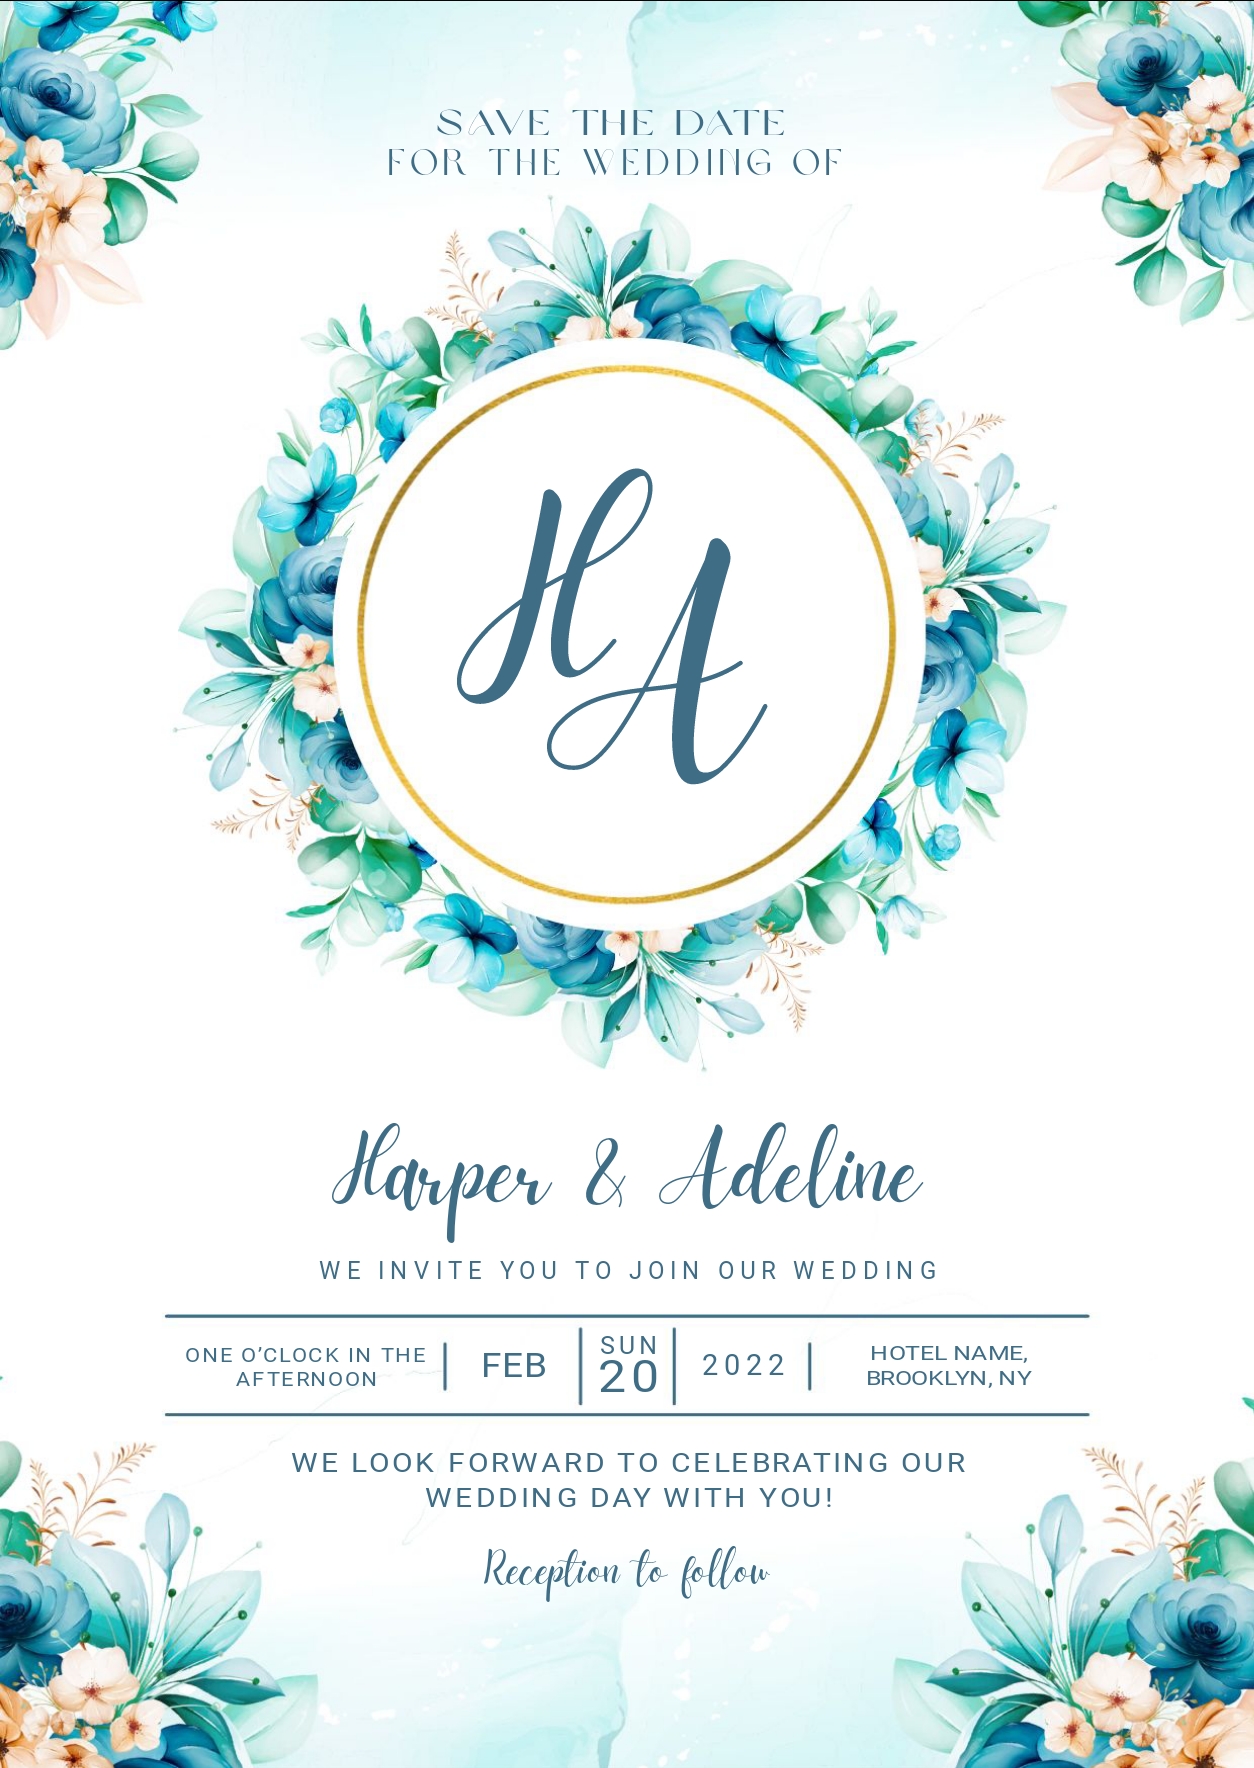 SAVE THE DATE
FOR THE WEDDING OF
H
A
Harper & Adeline
WE INVITE YOU TO JOIN OUR WEDDING
ONE O’CLOCK IN THE
AFTERNOON
FEB
SUN
20
2022
HOTEL NAME,
BROOKLYN, NY
WE LOOK FORWARD TO CELEBRATING OUR
WEDDING DAY WITH YOU!
Reception to follow